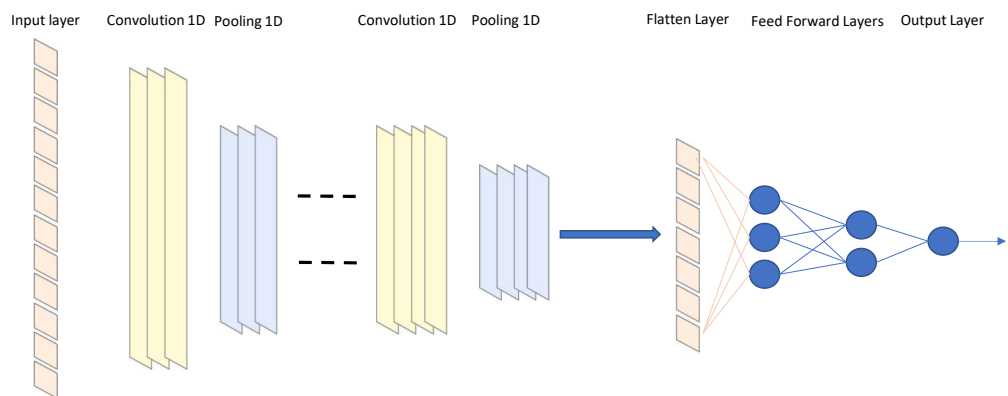 Input layer
Convolution 1D
Pooling 1D
Convolution 1D
Pooling 1D
Flatten Layer
Feed Forward Layers
Output Layer